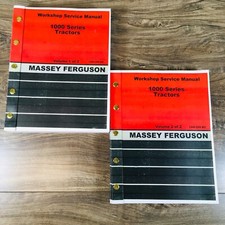 Workshop Service Manual
1000 Series
Tractors
MASSEY FERGUSON
Workshop Service Manual
1000 Series
Tractors
MASSEY FERGUSON